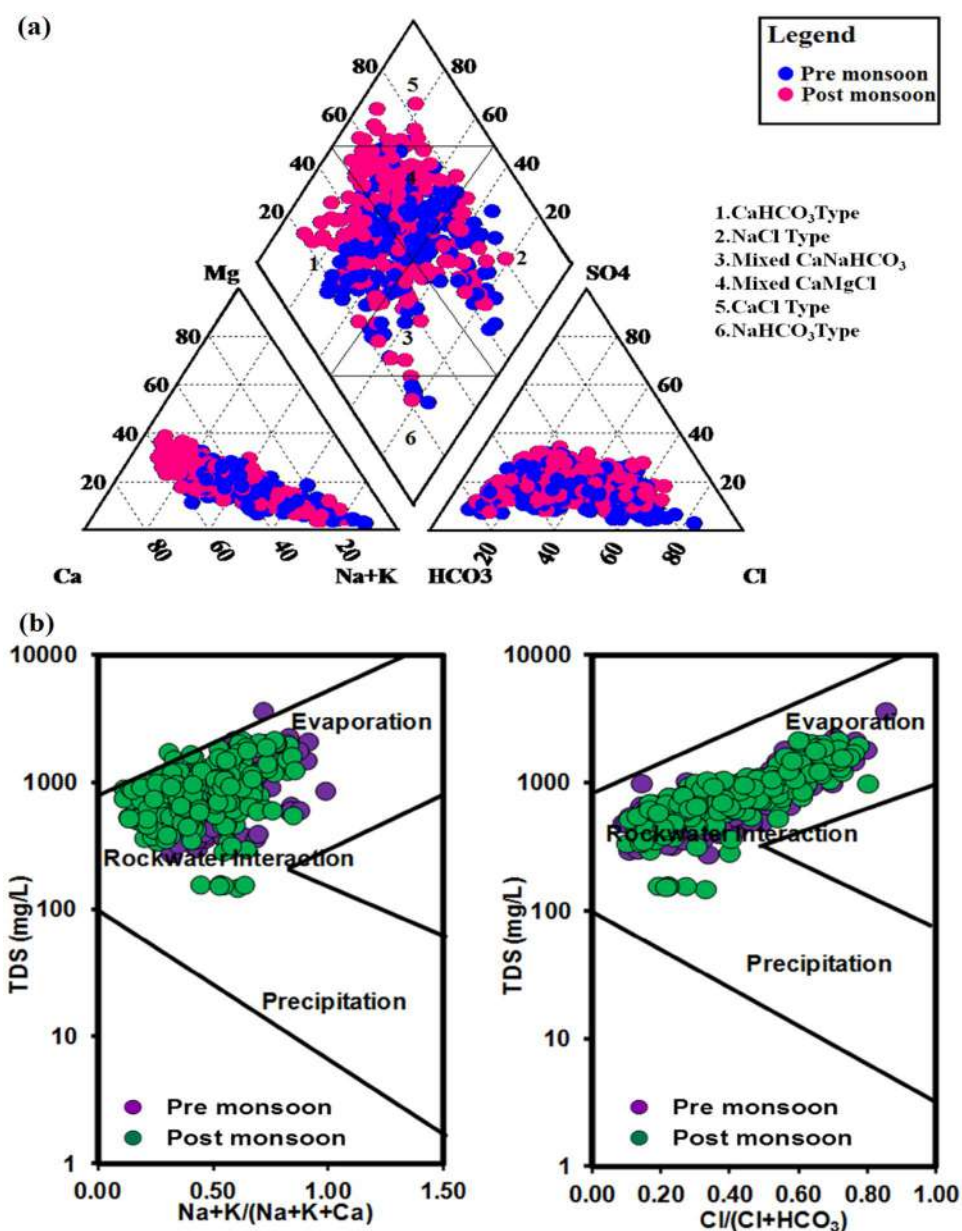 (a)
Legend
Pre monsoon
Post monsoon
80 80
5
60 60
40 40
4
20 20
1 2
Mg SO4
3
6
1.CaHCO3Type
2.NaCl Type
3.Mixed CaNaHCO3
4.Mixed CaMgCl
5.CaCl Type
6.NaHCO3Type
80 80
60 60
40 40
20 20
80 60 40 20 20 40 60 80
Ca Na+K HCO3 Cl
(b)
10000
1000
100
10
1
TDS (mg/L)
Evaporation
Rockwater Interaction
Precipitation
Pre monsoon
Post monsoon
0.00 0.50 1.00 1.50
Na+K/(Na+K+Ca)
10000
1000
100
10
1
TDS (mg/L)
Evaporation
Rockwater Interaction
Precipitation
Pre monsoon
Post monsoon
0.00 0.20 0.40 0.60 0.80 1.00
Cl/(Cl+HCO3)